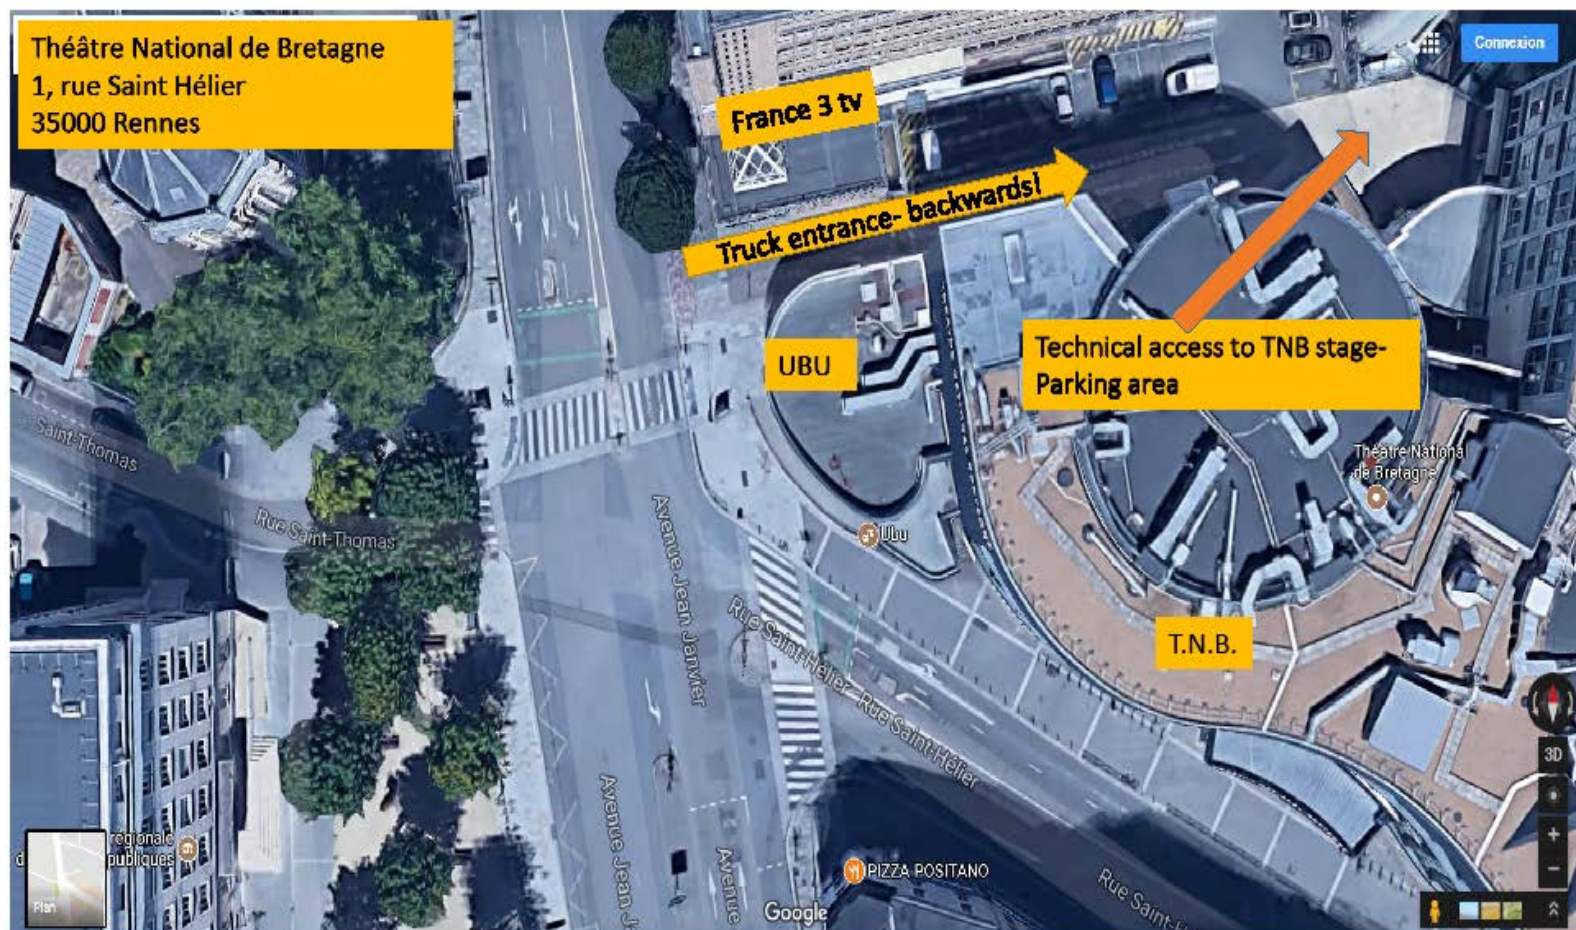 Théâtre National de Bretagne
1, rue Saint Hélier
35000 Rennes
Connexion
France 3 tv
Truck entrance- backwards!
UBU
Technical access to TNB stage-
Parking area
Théâtre National
de Bretagne
Saint-Thomas
Rue Saint-Thomas
Ubu
Avenue Jean Janvier
Rue Saint-Hélier
Rue Saint-Hélier
T.N.B.
3D
Avenue Jean
Avenue
régionale
publiques
PIZZA POSITANO
Rue
Plan
Google